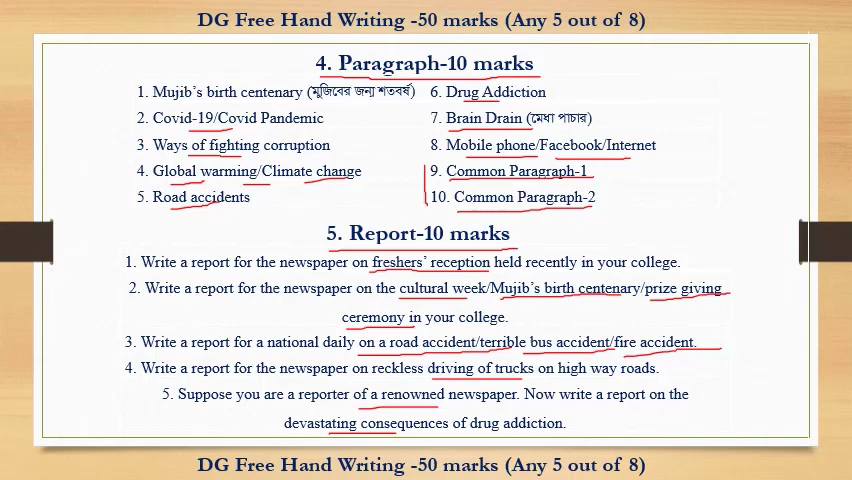 DG Free Hand Writing -50 marks (Any 5 out of 8)
4. Paragraph-10 marks
1. Mujib's birth centenary (মুজিবের জন্ম শতবর্ষ)
2. Covid-19/Covid Pandemic
3. Ways of fighting corruption
4. Global warming/Climate change
5. Road accidents
6. Drug Addiction
7. Brain Drain (মেধা পাচার)
8. Mobile phone/Facebook/Internet
9. Common Paragraph-1
10. Common Paragraph-2
5. Report-10 marks
1. Write a report for the newspaper on freshers' reception held recently in your college.
2. Write a report for the newspaper on the cultural week/Mujib's birth centenary/prize giving
ceremony in your college.
3. Write a report for a national daily on a road accident/terrible bus accident/fire accident.
4. Write a report for the newspaper on reckless driving of trucks on high way roads.
5. Suppose you are a reporter of a renowned newspaper. Now write a report on the
devastating consequences of drug addiction.
DG Free Hand Writing -50 marks (Any 5 out of 8)